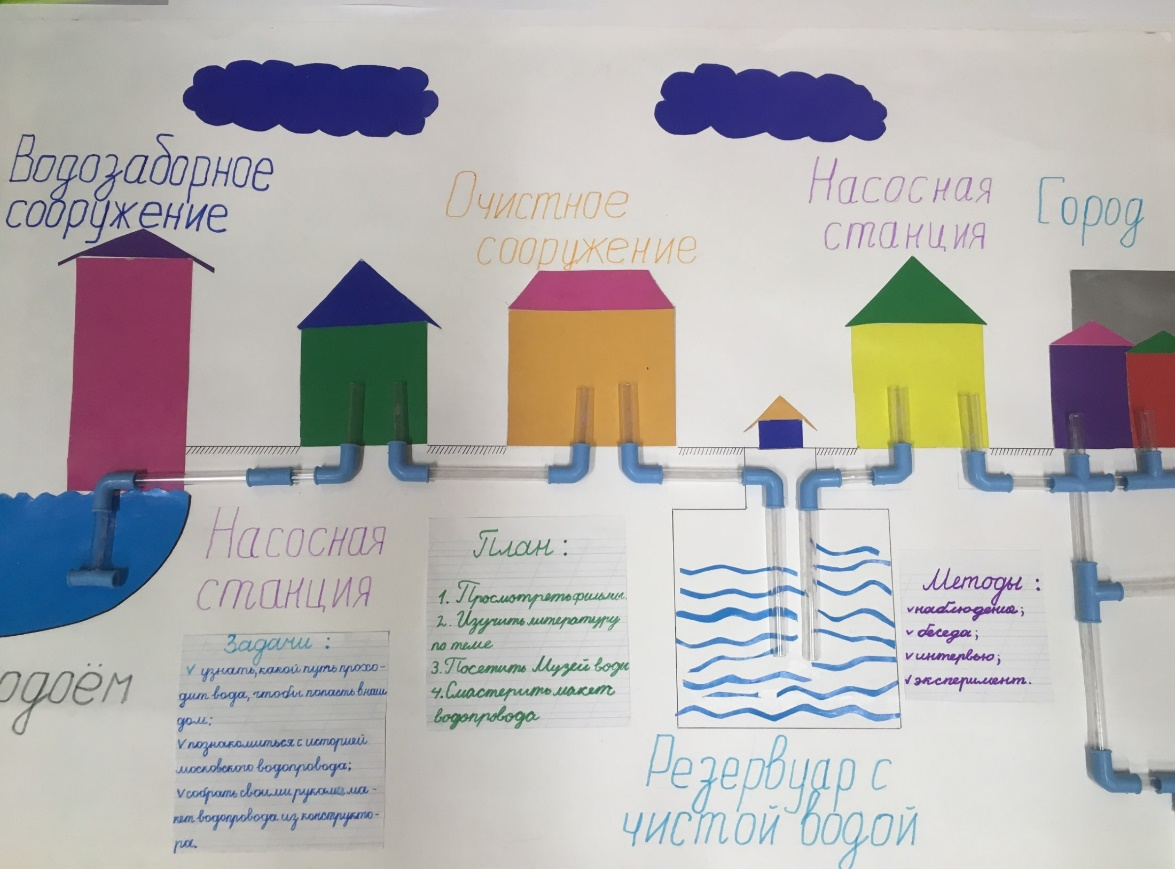 Водозаборное
сооружение
Очистное
сооружение
Насосная
станция
Город
Насосная
станция
Задачи:
v узнать, какой путь прохо-
дит вода, чтобы попасть в наш
дом;
v познакомиться с историей
московского водопровода;
v собрать своими руками ма-
кет водопровода из конструкто-
ра.
План:
1. Просмотреть фильмы.
2. Изучить литературу
по теме
3. Посетить Музей воды
4. Смастерить макет
водопровода
Методы:
v наблюдения;
v беседа;
v интервью;
v эксперимент.
одоём
Резервуар с
чистой водой